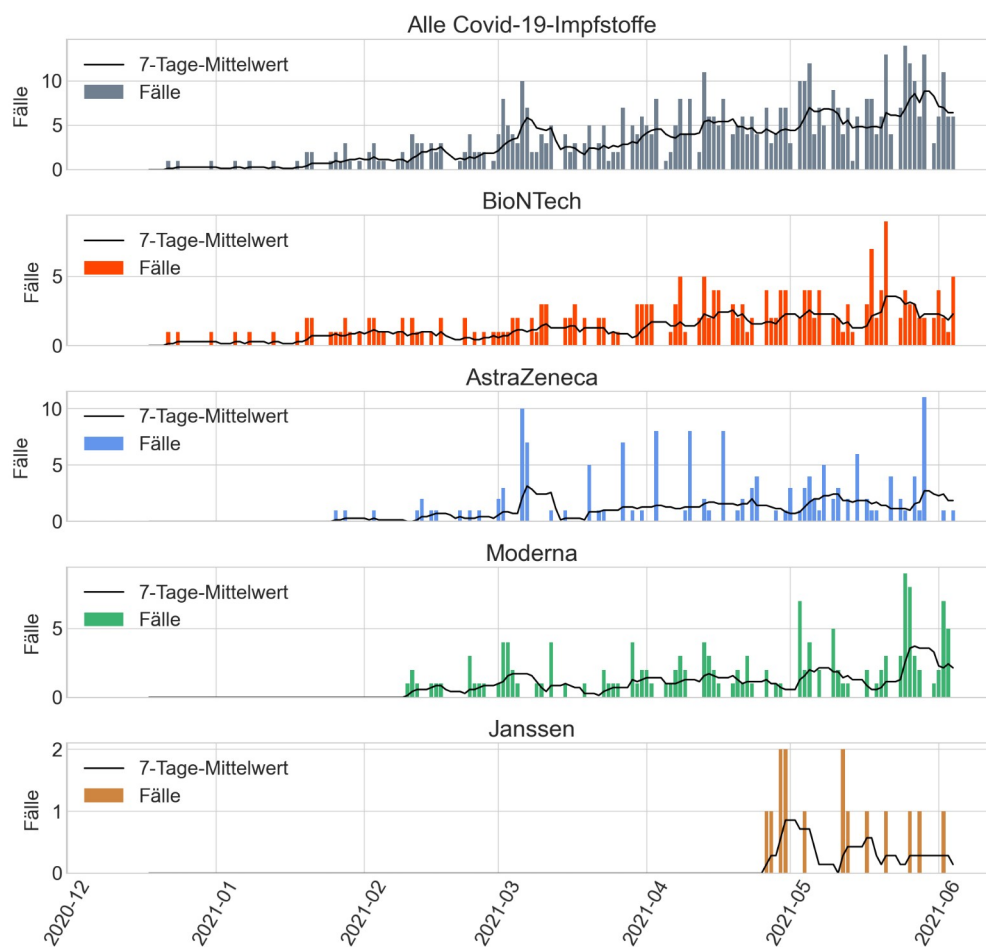 Alle Covid-19-Impfstoffe
7-Tage-Mittelwert
Fälle
Fälle
10
5
0
BioNTech
7-Tage-Mittelwert
Fälle
Fälle
5
0
AstraZeneca
7-Tage-Mittelwert
Fälle
Fälle
10
5
0
Moderna
7-Tage-Mittelwert
Fälle
Fälle
5
0
Janssen
7-Tage-Mittelwert
Fälle
Fälle
2
1
0
2020-12
2021-01
2021-02
2021-03
2021-04
2021-05
2021-06